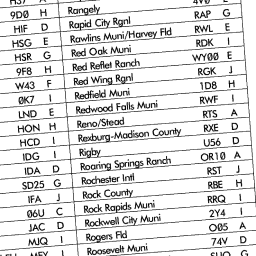 9D0 H Rangely
HIF D Rapid City Rgnl RAP G
HSG E Rawlins Muni/Harvey Fld RWL E
HSR G Red Oak Muni RDK I
9F8 H Red Reflet Ranch WY00 E
W43 F Red Wing Rgnl RGK J
0K7 I Redfield Muni 1D8 H
LND E Redwood Falls Muni RWF I
HON H Reno/Stead RTS A
HCD I Rexburg-Madison County RXE D
IDG I Rigby U56 D
IDA D Roaring Springs Ranch OR10 A
SD25 G Rochester Intl RST J
IFA J Rock County RBE H
06U C Rock Rapids Muni RRQ I
JAC D Rockwell City Muni 2Y4 I
MJQ I Rogers Fld O05 A
Roosevelt Muni 74V D